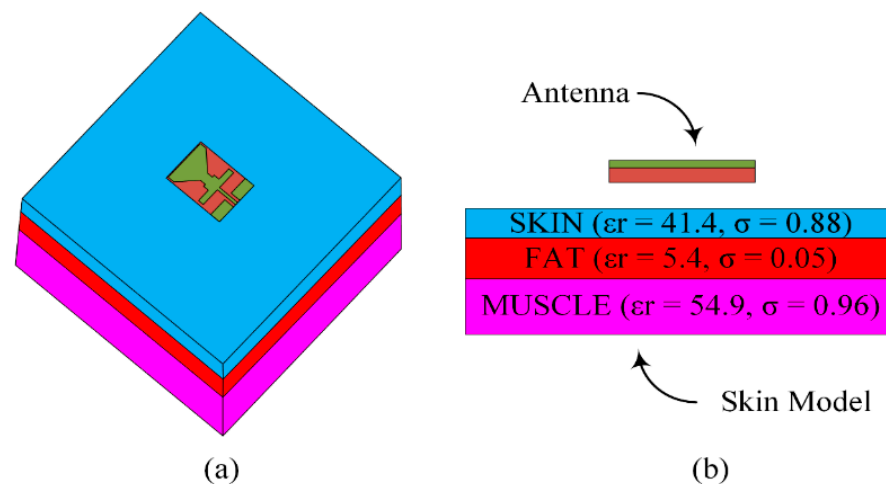 Antenna
SKIN (εr = 41.4, σ = 0.88)
FAT (εr = 5.4, σ = 0.05)
MUSCLE (εr = 54.9, σ = 0.96)
Skin Model
(a)
(b)